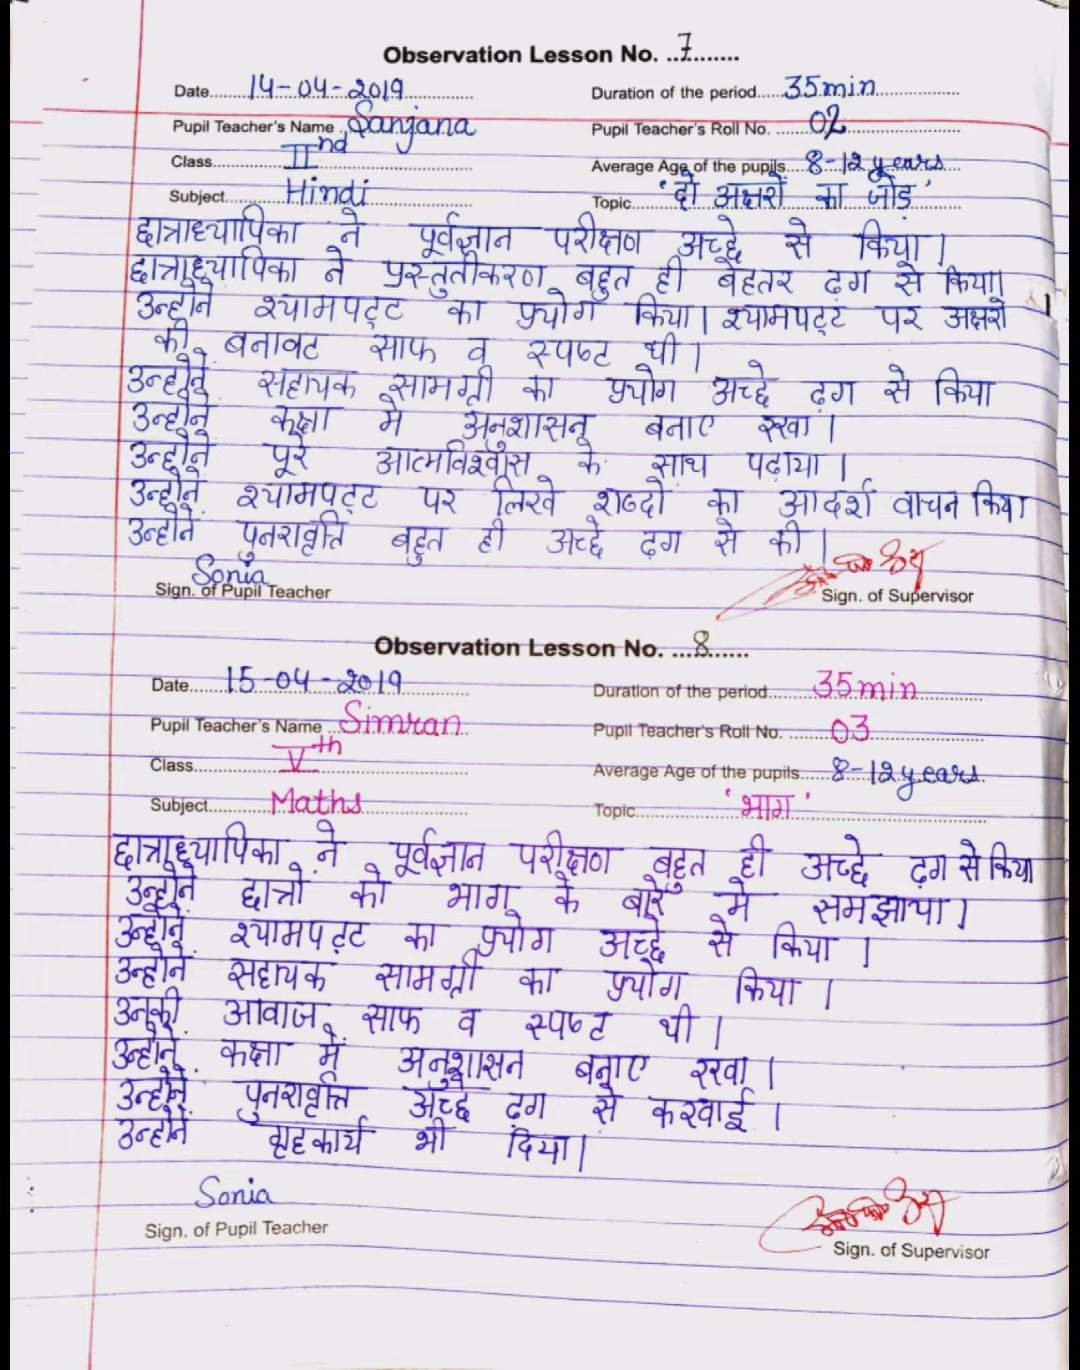 Observation Lesson No. ..7.........
Date....14-04-2019............ Duration of the period.....35min..............
Pupil Teacher's Name ..Sanjana Pupil Teacher's Roll No. .......02...................
Class..........IInd.................... Average Age of the pupils...8-12years
Subject..........Hindi.................. Topic......'दो अक्षरों का जोड़'.....
छात्राध्यापिका ने पूर्वज्ञान परीक्षण अच्छे से किया।
छात्राध्यापिका ने प्रस्तुतीकरण बहुत ही बेहतर ढ़ग से किया।
उन्होने श्यामपट्ट का प्रयोग किया। श्यामपट्ट पर अक्षरो
की बनावट साफ व स्पष्ट थी।
उन्होने सहायक सामग्री का प्रयोग अच्छे ढ़ग से किया
उन्होने कक्षा मे अनुशासन बनाए रखा।
उन्होने पूरे आत्मविश्वास के साथ पढ़ाया।
उन्होने श्यामपट्ट पर लिखे शब्दो का आदर्श वाचन किया
उन्होने पुनरावृत्ति बहुत ही अच्छे ढ़ग से की।
Sonia
Sign. of Pupil Teacher Sign. of Supervisor
Observation Lesson No. ...8......
Date......15-04-2019............ Duration of the period........35min............
Pupil Teacher's Name ..Simran Pupil Teacher's Roll No. ........03....................
Class..............Vth.................... Average Age of the pupils.....8-12years.
Subject..........Maths.................. Topic................'भाग'.......................
छात्राध्यापिका ने पूर्वज्ञान परीक्षण बहुत ही अच्छे ढ़ग से किया
उन्होने छात्रों को भाग के बारे मे समझाया।
उन्होने श्यामपट्ट का प्रयोग अच्छे से किया।
उन्होने सहायक सामग्री का प्रयोग किया।
उनकी आवाज साफ व स्पष्ट थी।
उन्होने कक्षा में अनुशासन बनाए रखा।
उन्होने पुनरावृत्ति अच्छे ढ़ग से करवाई।
उन्होने गृहकार्य भी दिया।
Sonia
Sign. of Pupil Teacher Sign. of Supervisor